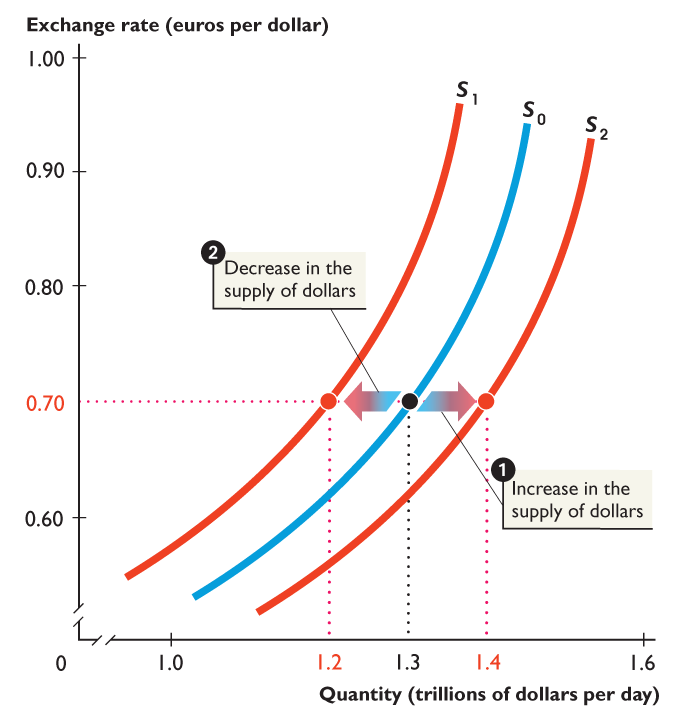 Exchange rate (euros per dollar)
1.00
S1
S0
S2
0.90
2
Decrease in the
supply of dollars
0.80
0.70
1
Increase in the
supply of dollars
0.60
0
1.0
1.2
1.3
1.4
1.6
Quantity (trillions of dollars per day)